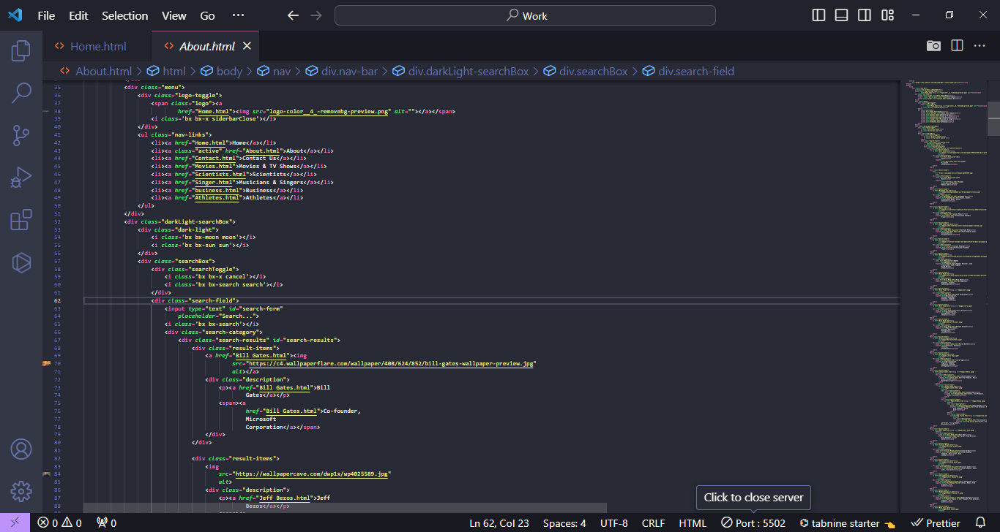 File Edit Selection View Go ··· Work
Home.html About.html
About.html > html > body > nav > div.nav-bar > div.darkLight-searchBox > div.searchBox > div.search-field
35 <div class="menu">
36 <div class="logo-toggle">
37 <span class="logo"><a
38 href="Home.html"><img src="logo-color__4_-removebg-preview.png" alt=""></a></span>
39 <i class='bx bx-x siderbarClose'></i>
40 </div>
41 <ul class="nav-links">
42 <li><a href="Home.html">Home</a></li>
43 <li><a class="active" href="About.html">About</a></li>
44 <li><a href="Contact.html">Contact Us</a></li>
45 <li><a href="Movies.html">Movies & TV Shows</a></li>
46 <li><a href="Scientists.html">Scientists</a></li>
47 <li><a href="Singer.html">Musicians & Singers</a></li>
48 <li><a href="business.html">Business</a></li>
49 <li><a href="Athletes.html">Athletes</a></li>
50 </ul>
51 </div>
52 <div class="darkLight-searchBox">
53 <div class="dark-light">
54 <i class='bx bx-moon moon'></i>
55 <i class='bx bx-sun sun'></i>
56 </div>
57 <div class="searchBox">
58 <div class="searchToggle">
59 <i class='bx bx-x cancel'></i>
60 <i class='bx bx-search search'></i>
61 </div>
62 <div class="search-field">
63 <input type="text" id="search-form"
64 placeholder="Search...">
65 <i class='bx bx-search'></i>
66 <div class="search-category">
67 <div class="search-results" id="search-results">
68 <div class="result-items">
69 <a href="Bill Gates.html"><img
70 src="https://c4.wallpaperflare.com/wallpaper/408/624/852/bill-gates-wallpaper-preview.jpg"
71 alt></a>
72 <div class="description">
73 <p><a href="Bill Gates.html">Bill
74 Gates</a></p>
75 <span><a
76 href="Bill Gates.html">Co-founder,
77 Microsoft
78 Corporation</a></span>
79 </div>
80 </div>
81
82 <div class="result-items">
83 <img
84 src="https://wallpapercave.com/dwp1x/wp4025589.jpg"
85 alt>
86 <div class="description">
87 <p><a href="Jeff Bezos.html">Jeff
88 Bezos</a></p>
Click to close server
0 0 0 Ln 62, Col 23 Spaces: 4 UTF-8 CRLF HTML Port : 5502 tabnine starter Prettier